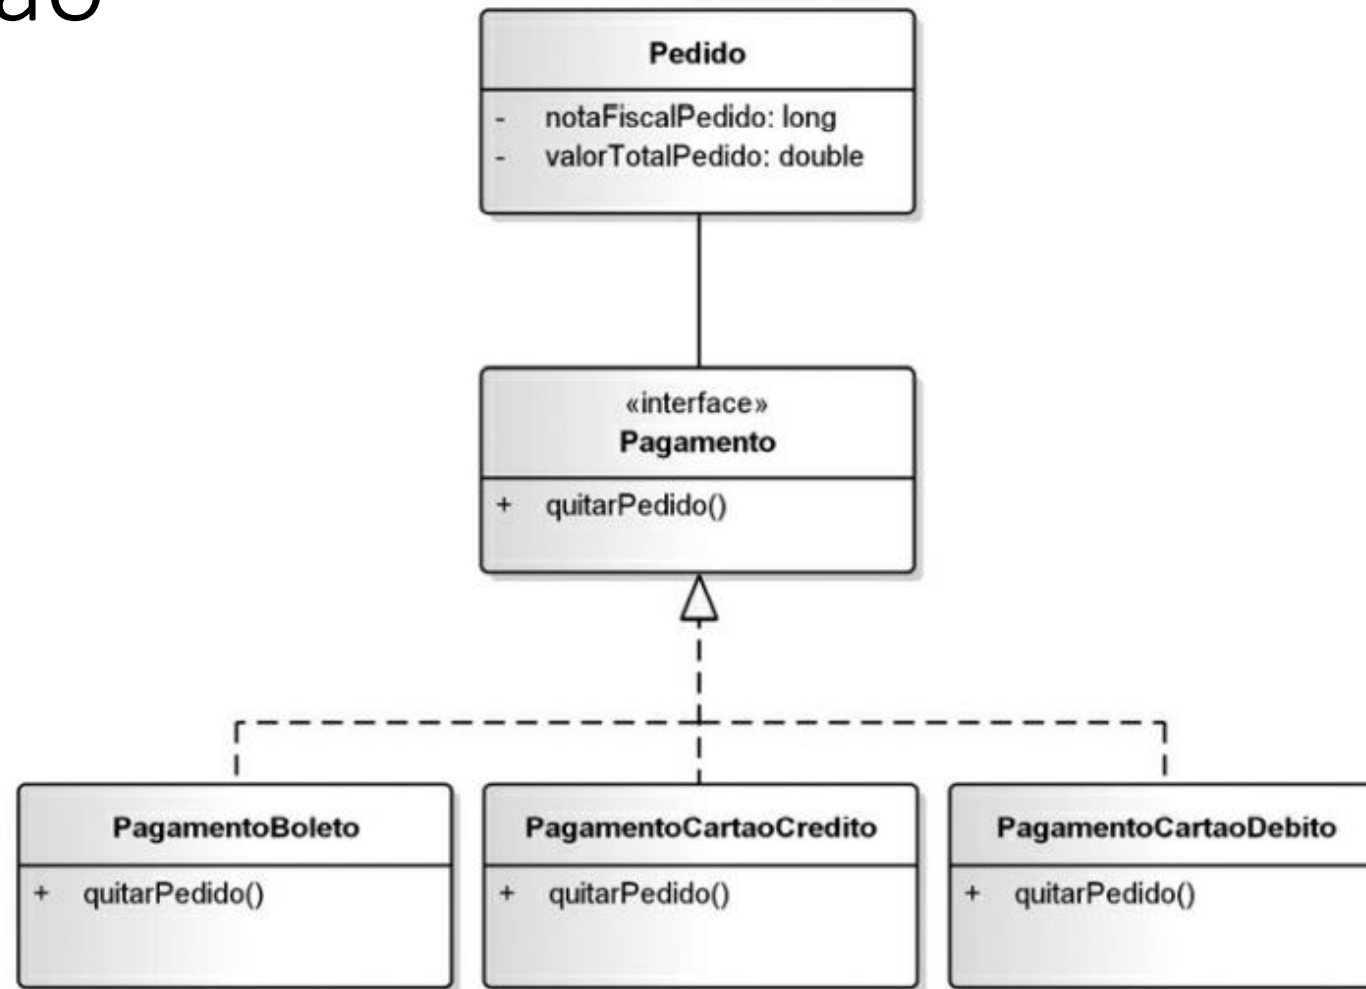 Pedido
- notaFiscalPedido: long
- valorTotalPedido: double
«interface»
Pagamento
+ quitarPedido()
PagamentoBoleto
+ quitarPedido()
PagamentoCartaoCredito
+ quitarPedido()
PagamentoCartaoDebito
+ quitarPedido()